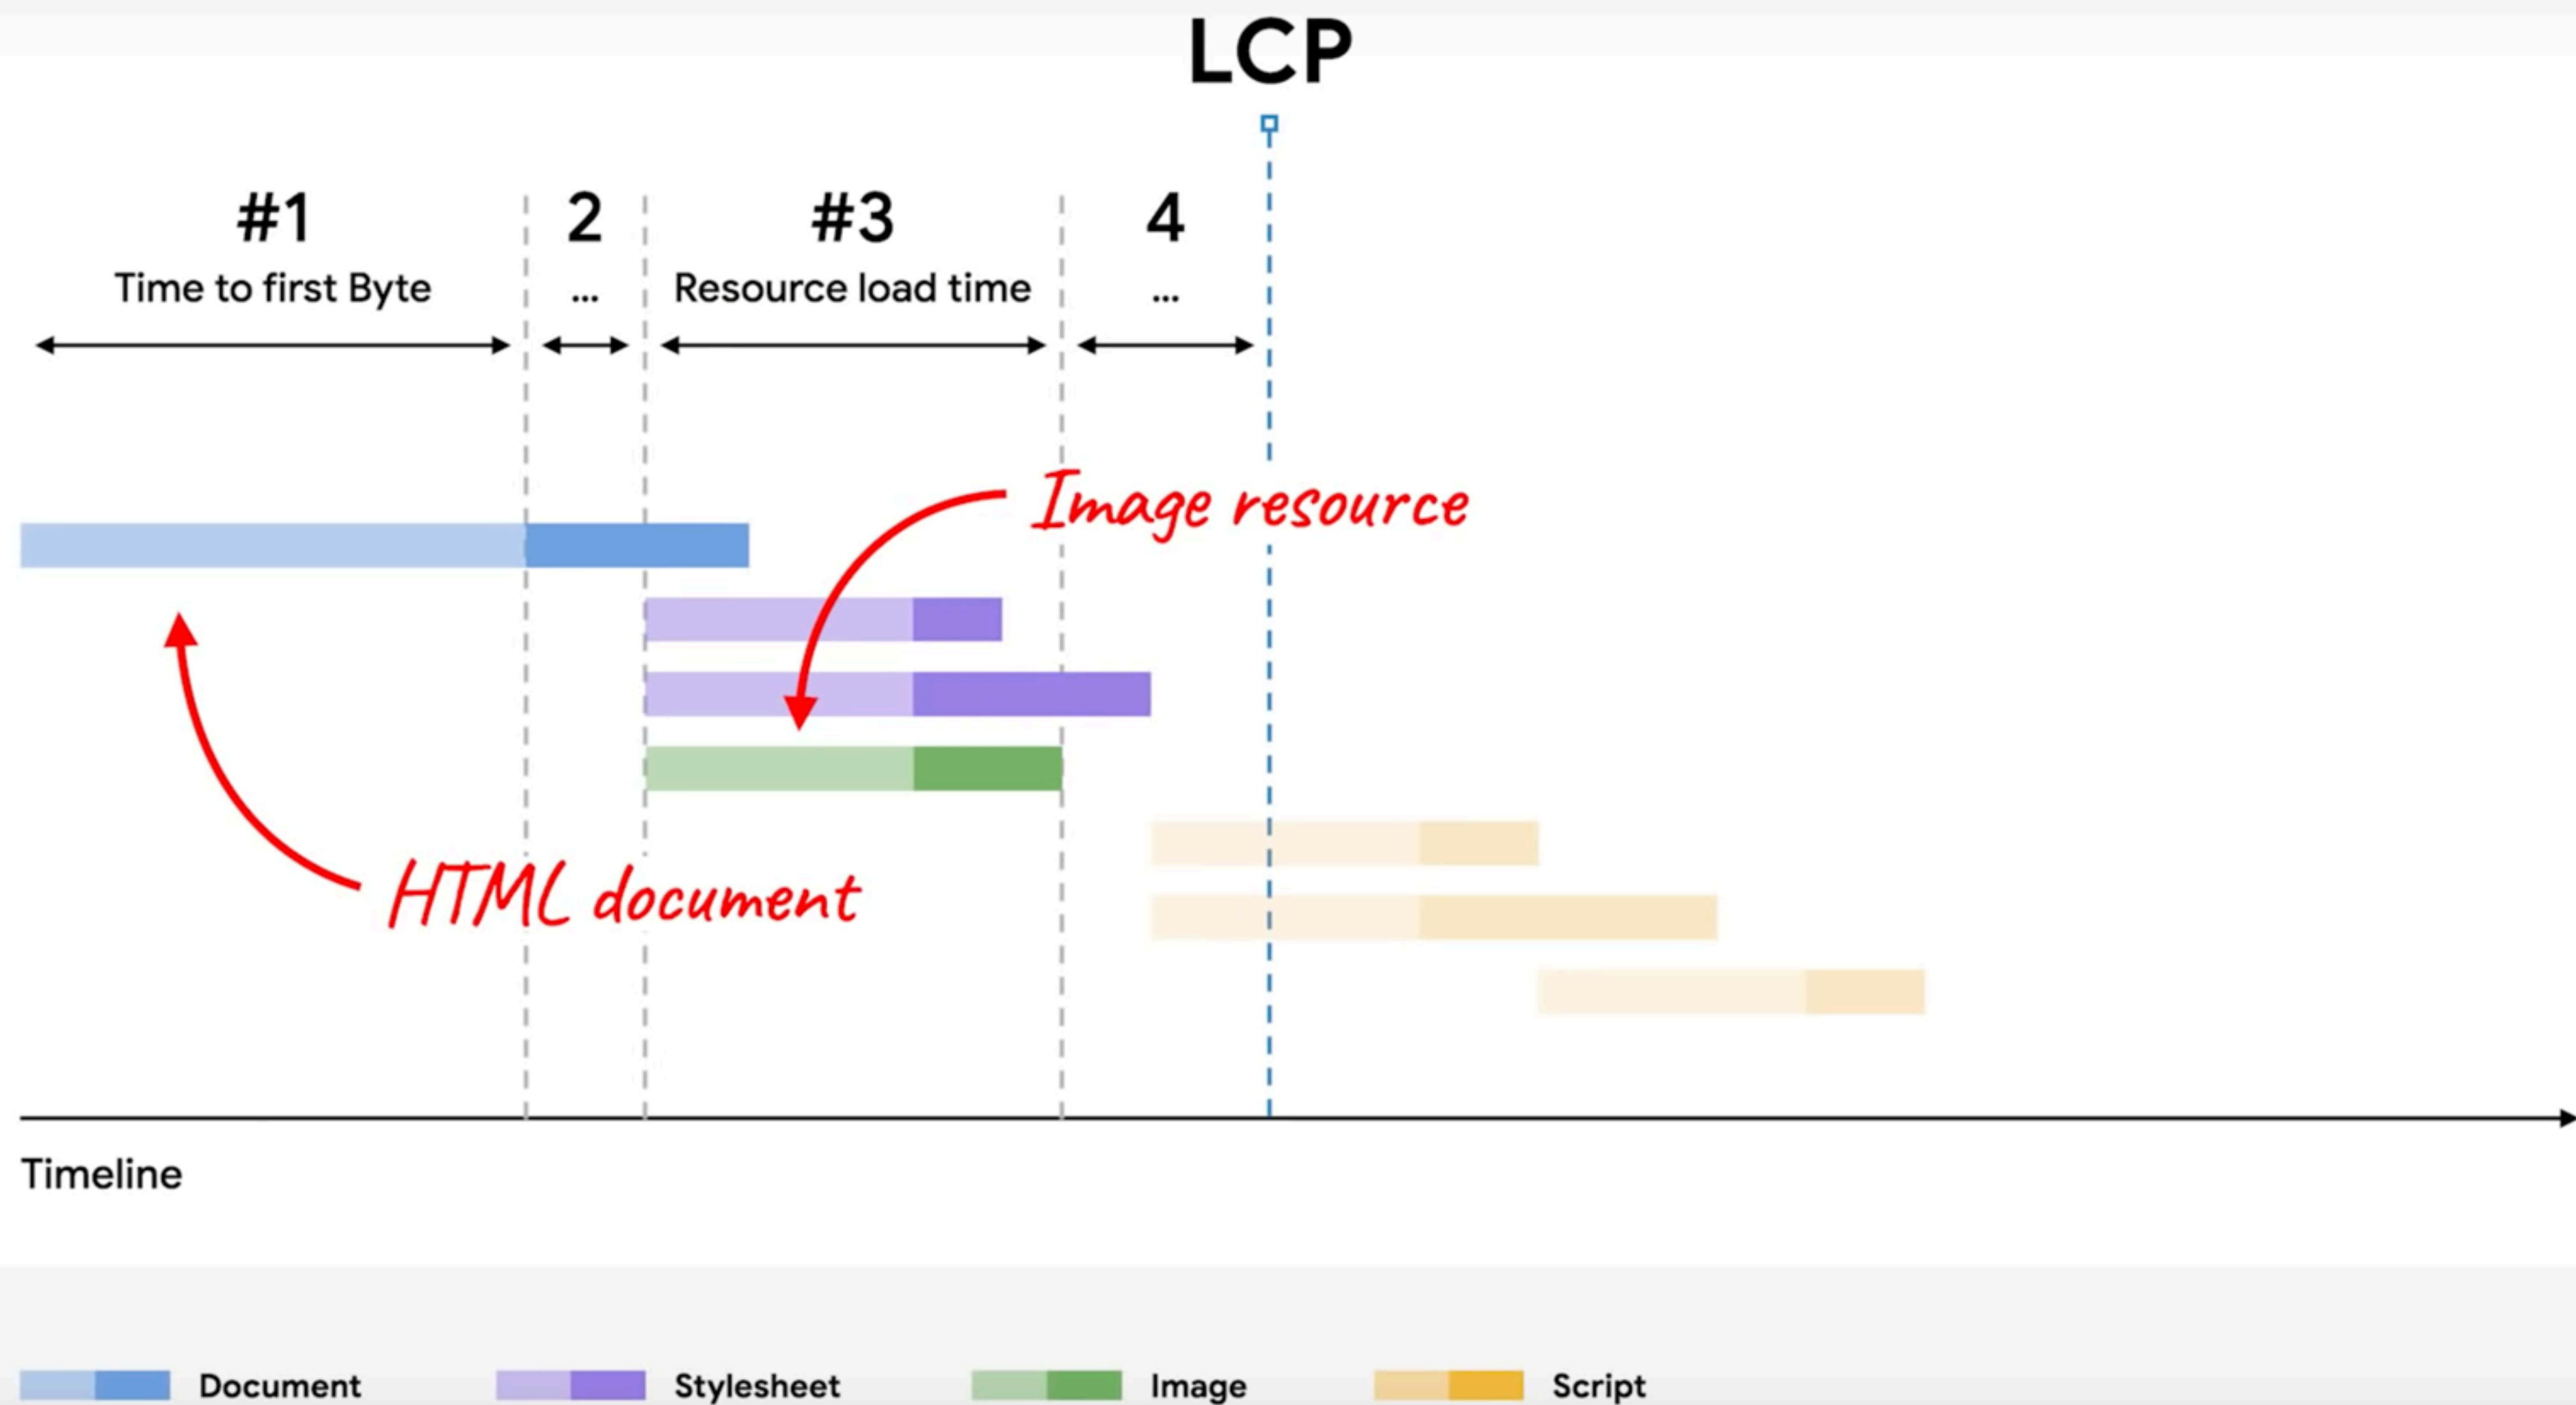 LCP
#1
2
#3
4
Time to first Byte
...
Resource load time
...
Image resource
HTML document
Timeline
Document
Stylesheet
Image
Script